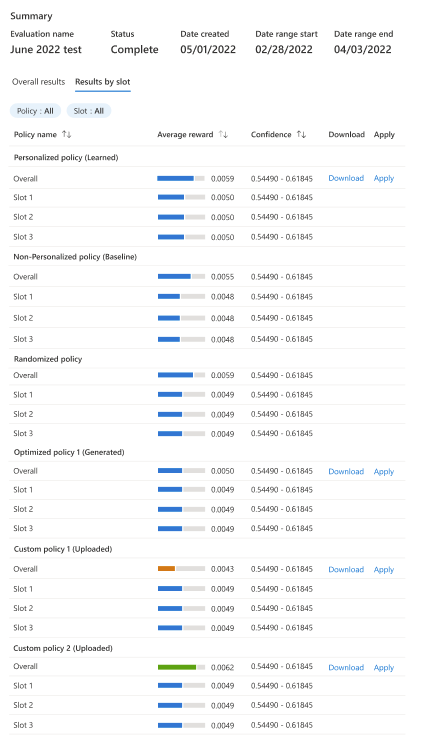 Summary
Evaluation name Status Date created Date range start Date range end
June 2022 test Complete 05/01/2022 02/28/2022 04/03/2022
Overall results Results by slot
Policy : All Slot : All
Policy name ↑↓ Average reward ↑↓ Confidence ↑↓ Download Apply
Personalized policy (Learned)
Overall 0.0059 0.54490 - 0.61845 Download Apply
Slot 1 0.0050 0.54490 - 0.61845
Slot 2 0.0050 0.54490 - 0.61845
Slot 3 0.0050 0.54490 - 0.61845
Non-Personalized policy (Baseline)
Overall 0.0055 0.54490 - 0.61845
Slot 1 0.0048 0.54490 - 0.61845
Slot 2 0.0048 0.54490 - 0.61845
Slot 3 0.0048 0.54490 - 0.61845
Randomized policy
Overall 0.0059 0.54490 - 0.61845
Slot 1 0.0049 0.54490 - 0.61845
Slot 2 0.0049 0.54490 - 0.61845
Slot 3 0.0049 0.54490 - 0.61845
Optimized policy 1 (Generated)
Overall 0.0050 0.54490 - 0.61845 Download Apply
Slot 1 0.0049 0.54490 - 0.61845
Slot 2 0.0049 0.54490 - 0.61845
Slot 3 0.0049 0.54490 - 0.61845
Custom policy 1 (Uploaded)
Overall 0.0043 0.54490 - 0.61845 Download Apply
Slot 1 0.0049 0.54490 - 0.61845
Slot 2 0.0049 0.54490 - 0.61845
Slot 3 0.0049 0.54490 - 0.61845
Custom policy 2 (Uploaded)
Overall 0.0062 0.54490 - 0.61845 Download Apply
Slot 1 0.0049 0.54490 - 0.61845
Slot 2 0.0049 0.54490 - 0.61845
Slot 3 0.0049 0.54490 - 0.61845